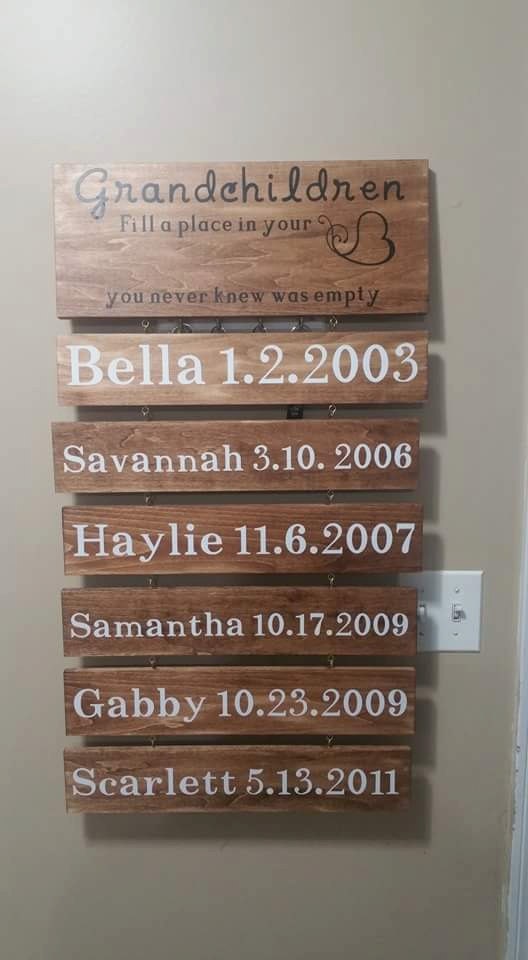 Grandchildren
Fill a place in your
you never knew was empty
Bella 1.2.2003
Savannah 3.10. 2006
Haylie 11.6.2007
Samantha 10.17.2009
Gabby 10.23.2009
Scarlett 5.13.2011